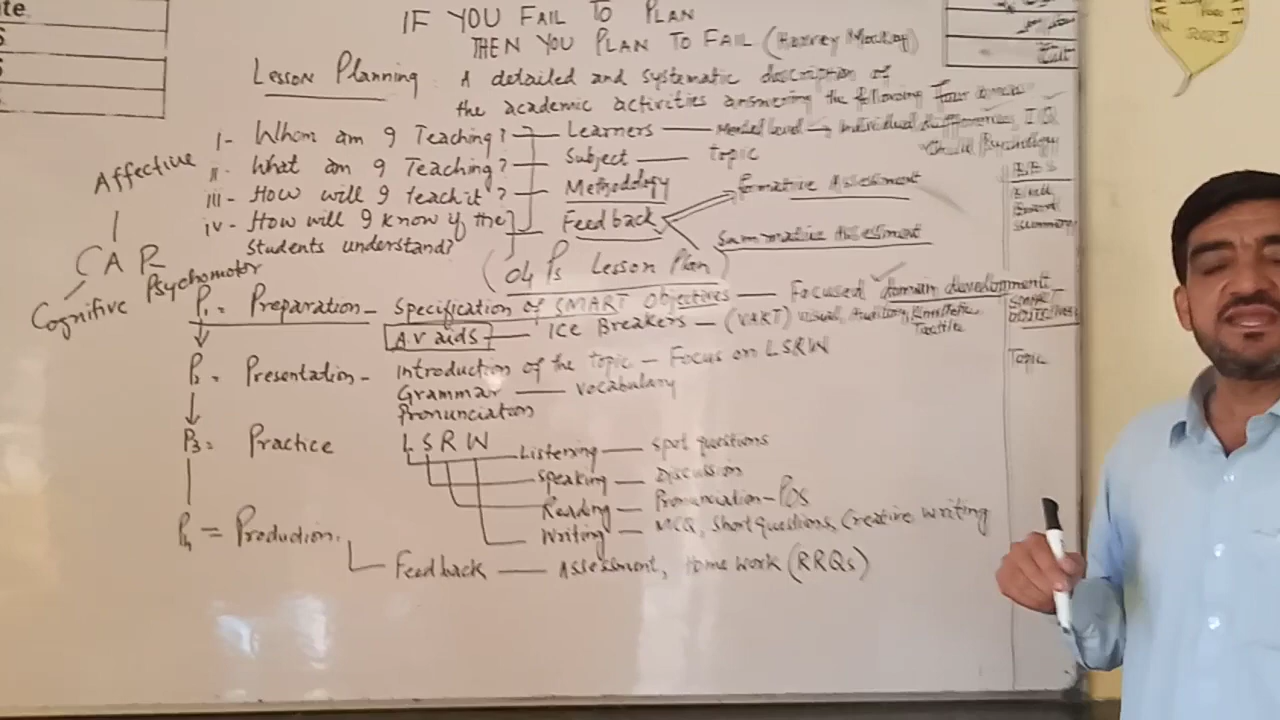 te
IF YOU FAIL TO PLAN
THEN YOU PLAN TO FAIL (Harvey Mackay)
Lesson Planning: A detailed and systematic description of
the academic activities answering the following four
i- Whom am I Teaching? Learners Mental level Individual differences, I.Q
ii- What am I Teaching? Subject Topic
iii- How will I teach it? Methodology Formative Assessment
iv- How will I know if the Feedback
students understand? Summative Assessment
Affective
CAP
Cognitive Psychomotor
(04 Ps Lesson Plan)
P1 = Preparation - Specification of SMART Objectives - Focused domain development
A.V aids - ICE Breakers - (VAKT) Visual, Auditory, Kinesthetic
Tactile
P2 = Presentation - Introduction of the topic - Focus on LSRW
Grammar - Vocabulary
Pronunciation
P3 = Practice LSRW
Listening - Spot questions
Speaking - Discussion
Reading - Pronunciation - POS
Writing - MCQ, Short questions, Creative writing
P4 = Production.
Feedback - Assessment, Home work (RRQs)
summary
Topic